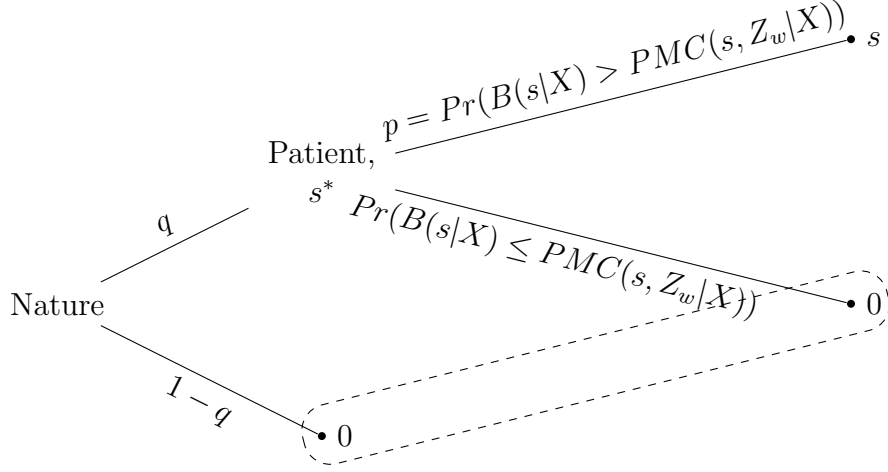 p = Pr(B(s|X) > PMC(s, Z_w|X))
s
Patient,
s*
Pr(B(s|X) ≤ PMC(s, Z_w|X))
q
Nature
0
1 − q
0